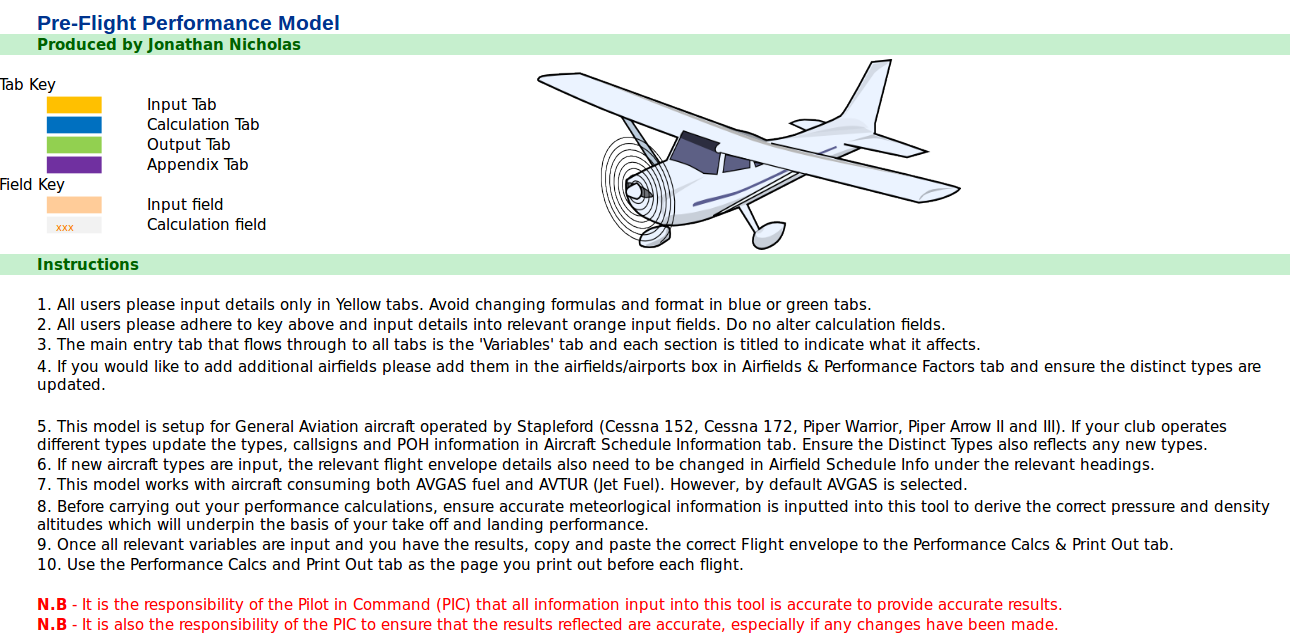 Pre-Flight Performance Model
Produced by Jonathan Nicholas
Tab Key
Input Tab
Calculation Tab
Output Tab
Appendix Tab
Field Key
Input field
xxx Calculation field
Instructions
1. All users please input details only in Yellow tabs. Avoid changing formulas and format in blue or green tabs.
2. All users please adhere to key above and input details into relevant orange input fields. Do no alter calculation fields.
3. The main entry tab that flows through to all tabs is the 'Variables' tab and each section is titled to indicate what it affects.
4. If you would like to add additional airfields please add them in the airfields/airports box in Airfields & Performance Factors tab and ensure the distinct types are
updated.
5. This model is setup for General Aviation aircraft operated by Stapleford (Cessna 152, Cessna 172, Piper Warrior, Piper Arrow II and III). If your club operates
different types update the types, callsigns and POH information in Aircraft Schedule Information tab. Ensure the Distinct Types also reflects any new types.
6. If new aircraft types are input, the relevant flight envelope details also need to be changed in Airfield Schedule Info under the relevant headings.
7. This model works with aircraft consuming both AVGAS fuel and AVTUR (Jet Fuel). However, by default AVGAS is selected.
8. Before carrying out your performance calculations, ensure accurate meteorlogical information is inputted into this tool to derive the correct pressure and density
altitudes which will underpin the basis of your take off and landing performance.
9. Once all relevant variables are input and you have the results, copy and paste the correct Flight envelope to the Performance Calcs & Print Out tab.
10. Use the Performance Calcs and Print Out tab as the page you print out before each flight.
N.B - It is the responsibility of the Pilot in Command (PIC) that all information input into this tool is accurate to provide accurate results.
N.B - It is also the responsibility of the PIC to ensure that the results reflected are accurate, especially if any changes have been made.